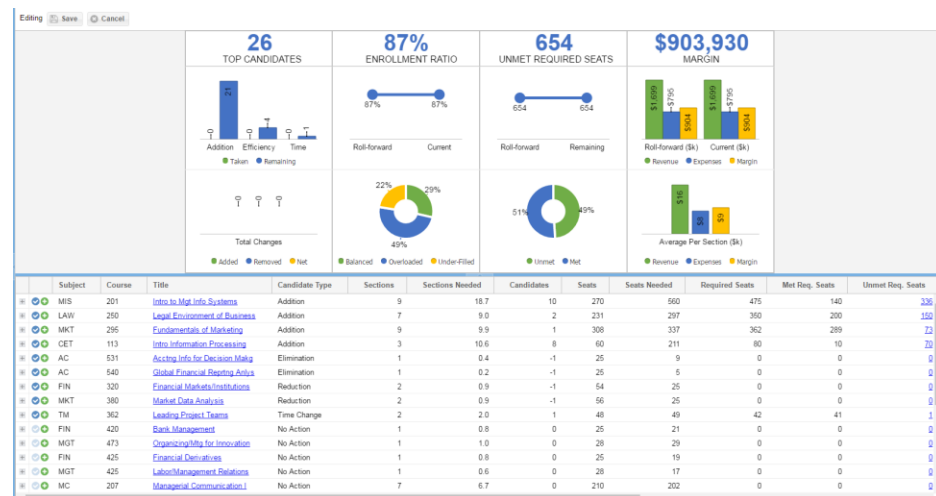 Editing Save Cancel
26 87% 654 $903,930
TOP CANDIDATES ENROLLMENT RATIO UNMET REQUIRED SEATS MARGIN
0 21 0 4 0 1
87% 87%
654 654
$1,699 $795 $904 $1,699 $795 $904
Addition Efficiency Time Roll-forward Current Roll-forward Remaining Roll-forward ($k) Current ($k)
Taken Remaining Revenue Expenses Margin
0 0 0
22% 29% 49%
51% 49%
$16 $8 $9
Total Changes Average Per Section ($k)
Added Removed Net Balanced Overloaded Under-Filled Unmet Met Revenue Expenses Margin
Subject Course Title Candidate Type Sections Sections Needed Candidates Seats Seats Needed Required Seats Met Req. Seats Unmet Req. Seats
MIS 201 Intro to Mgt Info Systems Addition 9 18.7 10 270 560 475 140 336
LAW 250 Legal Environment of Business Addition 7 9.0 2 231 297 350 200 150
MKT 295 Fundamentals of Marketing Addition 9 9.9 1 308 337 362 289 73
CET 113 Intro Information Processing Addition 3 10.6 8 60 211 80 10 70
AC 531 Acctng Info for Decision Makg Elimination 1 0.4 -1 25 9 0 0 0
AC 540 Global Financial Reprtng Anlys Elimination 1 0.2 -1 25 5 0 0 0
FIN 320 Financial Markets/Institutions Reduction 2 0.9 -1 54 25 0 0 0
MKT 380 Market Data Analysis Reduction 2 0.9 -1 56 25 0 0 0
TM 362 Leading Project Teams Time Change 2 2.0 1 48 49 42 41 1
FIN 420 Bank Management No Action 1 0.8 0 25 21 0 0 0
MGT 473 Organizing/Mtg for Innovation No Action 1 1.0 0 28 29 0 0 0
FIN 425 Financial Derivatives No Action 1 0.8 0 25 19 0 0 0
MGT 425 Labor/Management Relations No Action 1 0.6 0 28 17 0 0 0
MC 207 Managerial Communication I No Action 7 6.7 0 210 202 0 0 0